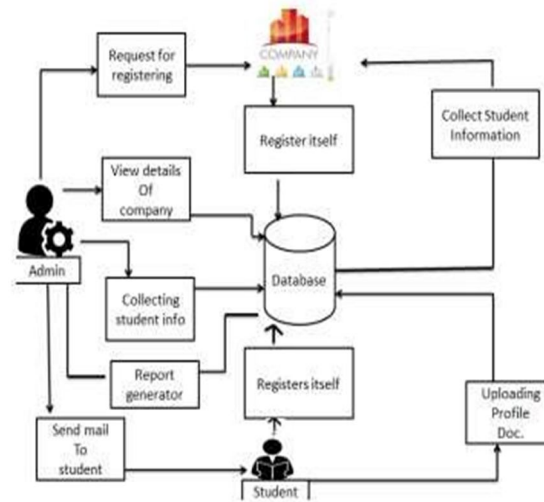 Request for
registering
COMPANY
Register itself
Collect Student
Information
View details
Of
company
Admin
Database
Collecting
student info
Report
generator
Registers itself
Uploading
Profile
Doc.
Send mail
To
student
Student